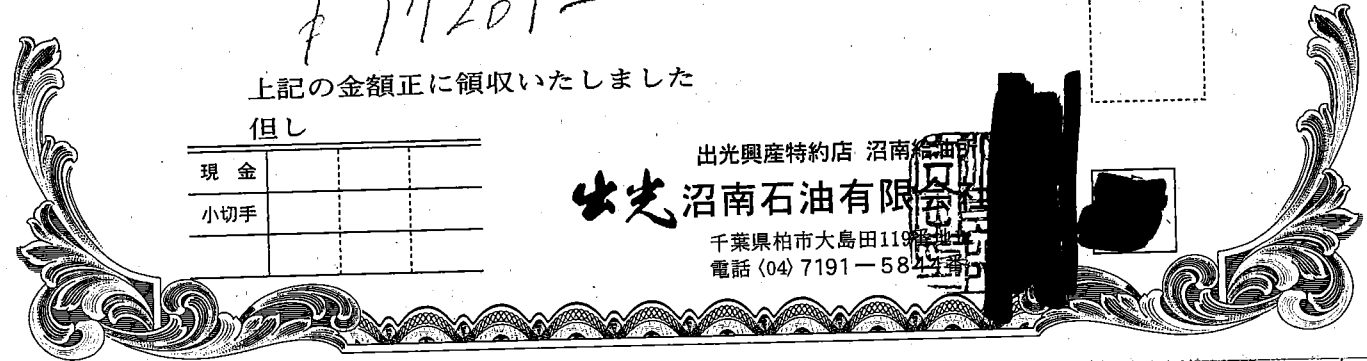 上記の金額正に領収いたしました
但し
現金
小切手
出光興産特約店 沼南給油所
出光 沼南石油有限会社
千葉県柏市大島田119番地
電話〈04〉7191-58